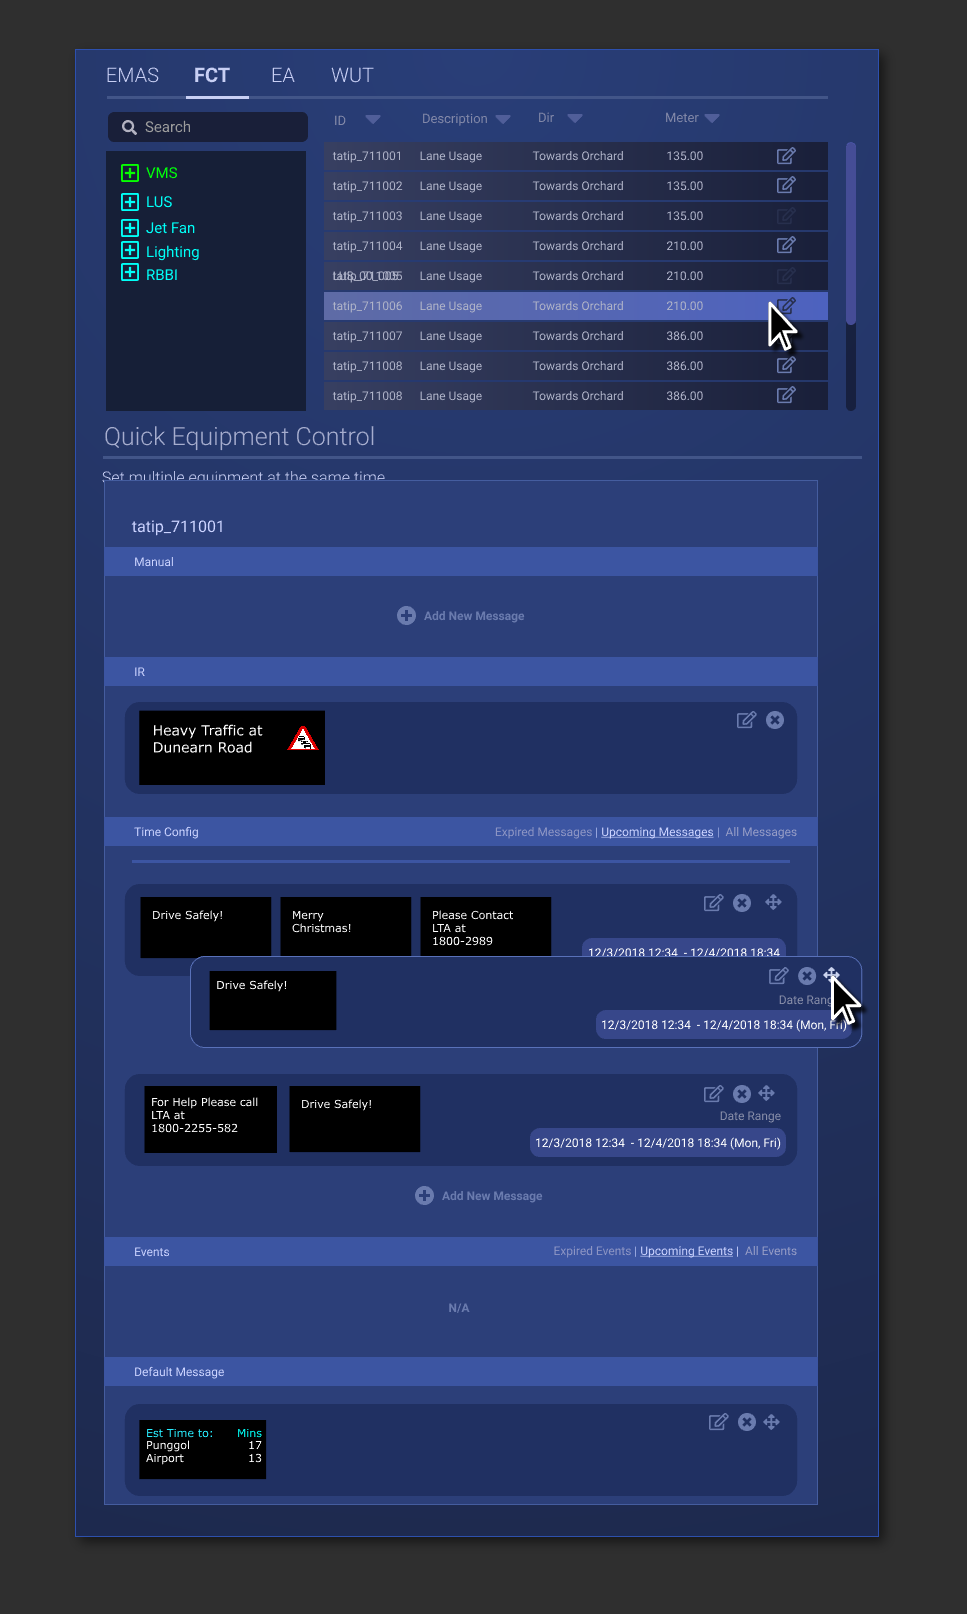 EMAS FCT EA WUT
Search
ID Description Dir Meter
tatip_711001 Lane Usage Towards Orchard 135.00
tatip_711002 Lane Usage Towards Orchard 135.00
tatip_711003 Lane Usage Towards Orchard 135.00
tatip_711004 Lane Usage Towards Orchard 210.00
Lane Usage Towards Orchard 210.00
tatip_711006 Lane Usage Towards Orchard 210.00
tatip_711007 Lane Usage Towards Orchard 386.00
tatip_711008 Lane Usage Towards Orchard 386.00
tatip_711008 Lane Usage Towards Orchard 386.00
VMS
LUS
Jet Fan
Lighting
RBBI
Quick Equipment Control
Set multiple equipment at the same time
tatip_711001
Manual
Add New Message
IR
Heavy Traffic at
Dunearn Road
Time Config Expired Messages | Upcoming Messages | All Messages
Drive Safely!
Merry
Christmas!
Please Contact
LTA at
1800-2989
12/3/2018 12:34 - 12/4/2018 18:34
Drive Safely!
Date
12/3/2018 12:34 - 12/4/2018 18:34 (Mon, Fri)
For Help Please call
LTA at
1800-2255-582
Drive Safely!
Date Range
12/3/2018 12:34 - 12/4/2018 18:34 (Mon, Fri)
Add New Message
Events Expired Events | Upcoming Events | All Events
N/A
Default Message
Est Time to: Mins
Punggol 17
Airport 13